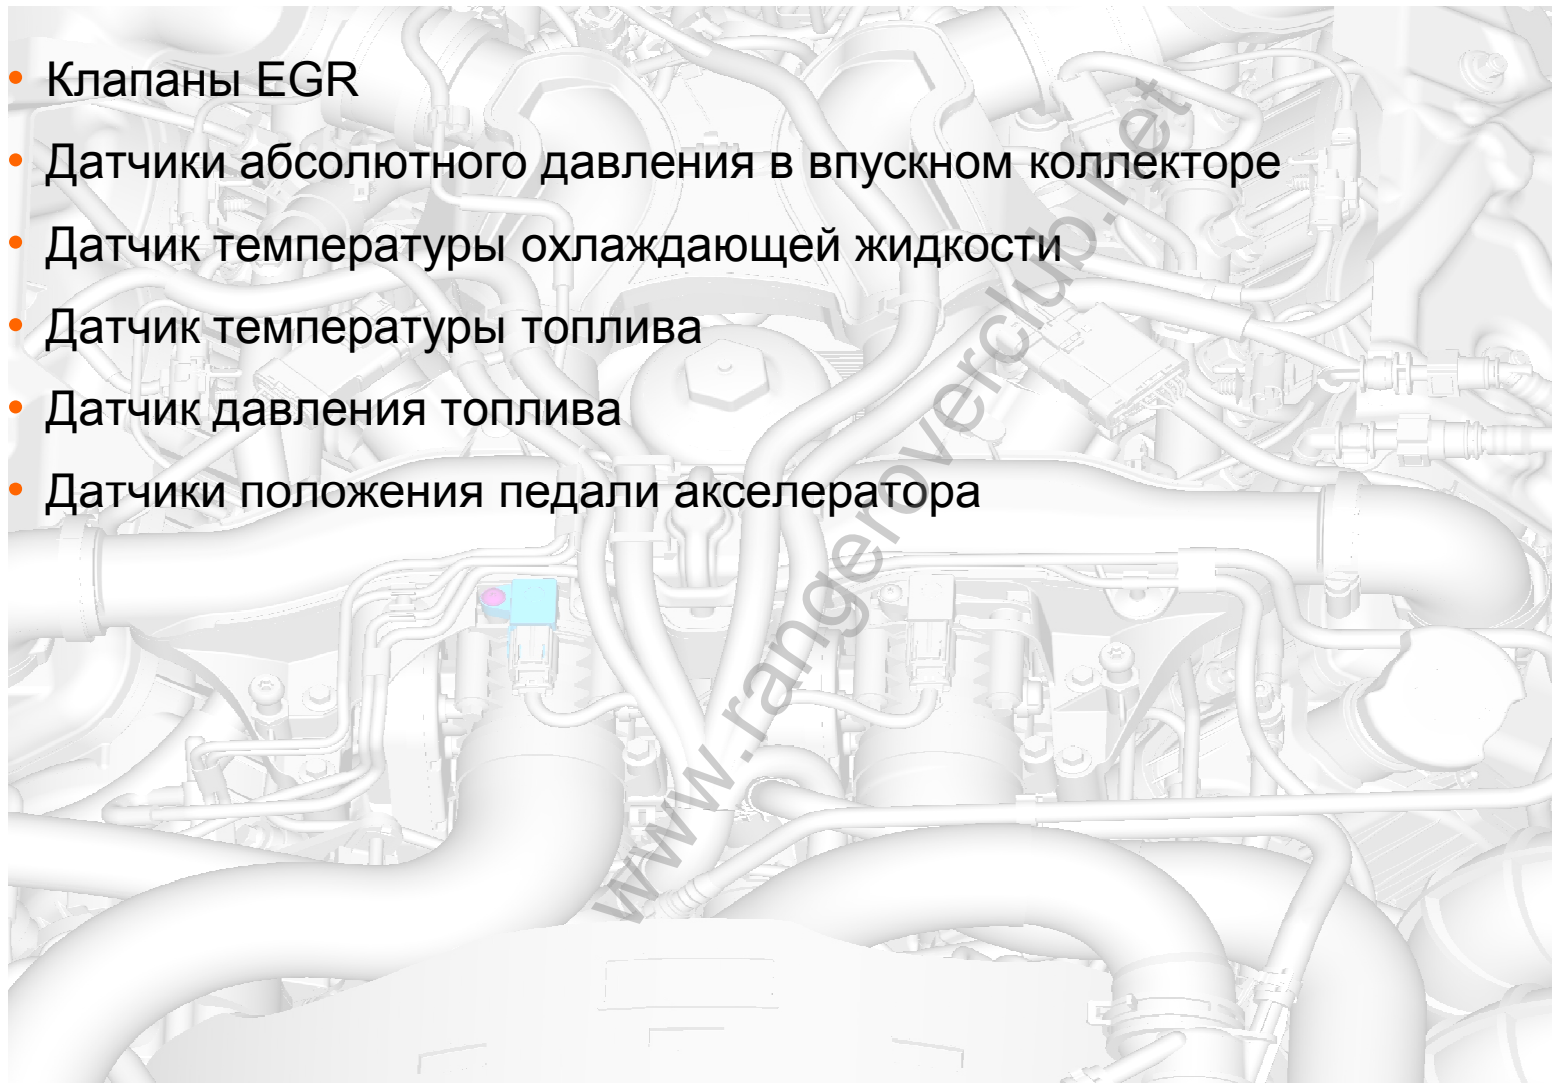 • Клапаны EGR
• Датчики абсолютного давления в впускном коллекторе
• Датчик температуры охлаждающей жидкости
• Датчик температуры топлива
• Датчик давления топлива
• Датчики положения педали акселератора
www.rangeroverclub.net